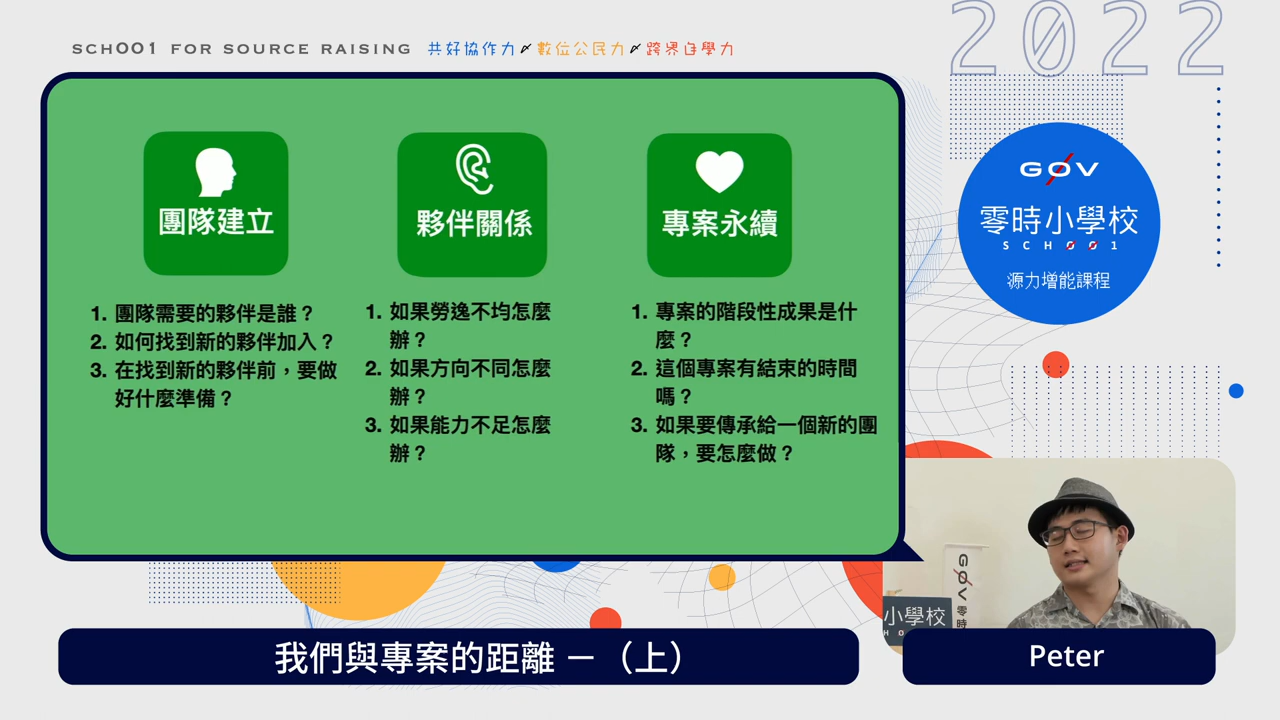 SCH001 FOR SOURCE RAISING 共好協作力 數位公民力 跨界自學力
2022
團隊建立
1. 團隊需要的夥伴是誰？
2. 如何找到新的夥伴加入？
3. 在找到新的夥伴前，要做
好什麼準備？
夥伴關係
1. 如果勞逸不均怎麼
辦？
2. 如果方向不同怎麼
辦？
3. 如果能力不足怎麼
辦？
專案永續
1. 專案的階段性成果是什
麼？
2. 這個專案有結束的時間
嗎？
3. 如果要傳承給一個新的團
隊，要怎麼做？
G0V
零時小學校
SCH001
源力增能課程
G0V 零時
小學校
我們與專案的距離 —（上）
Peter